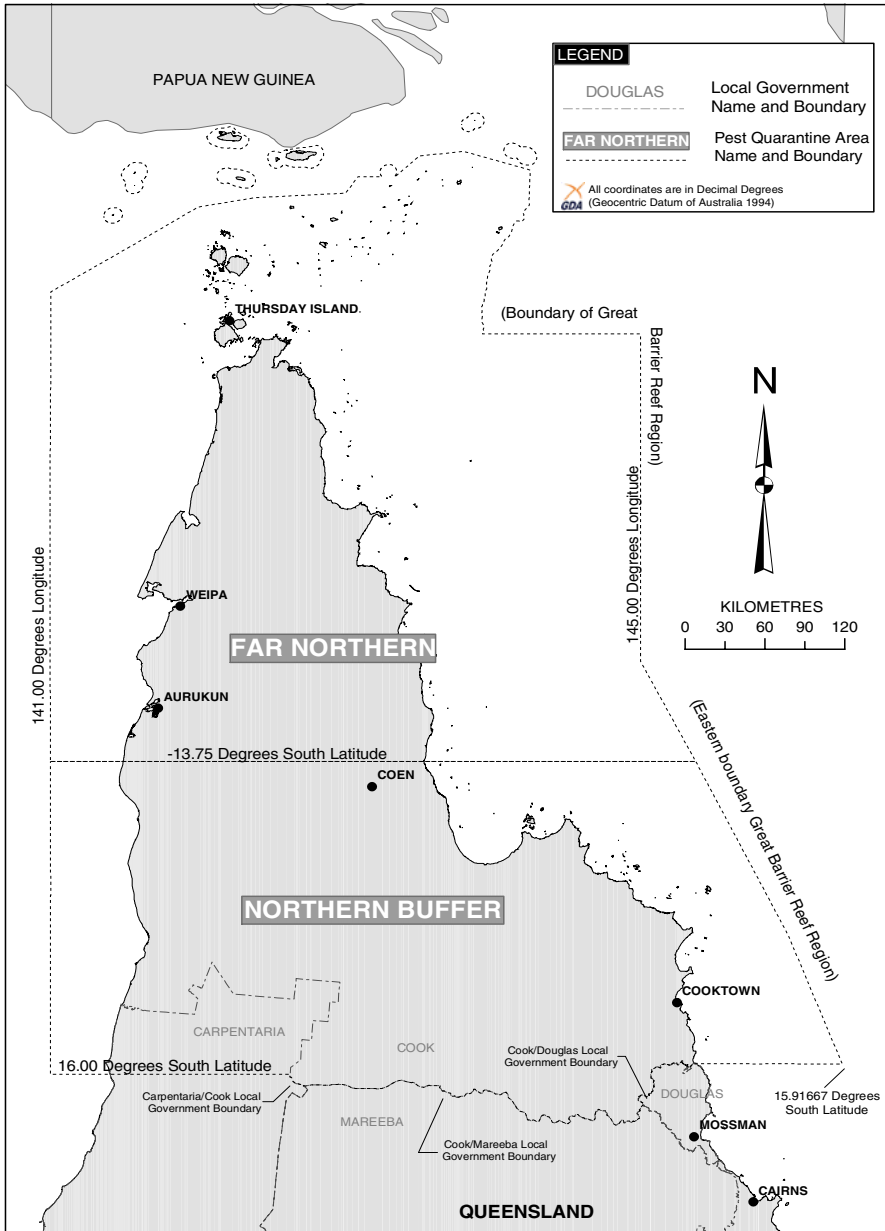 PAPUA NEW GUINEA
LEGEND
DOUGLAS
Local Government
Name and Boundary
FAR NORTHERN
Pest Quarantine Area
Name and Boundary
GDA
All coordinates are in Decimal Degrees
(Geocentric Datum of Australia 1994)
THURSDAY ISLAND
(Boundary of Great
Barrier Reef Region)
N
145.00 Degrees Longitude
141.00 Degrees Longitude
WEIPA
KILOMETRES
0 30 60 90 120
FAR NORTHERN
AURUKUN
(Eastern boundary Great Barrier Reef Region)
-13.75 Degrees South Latitude
COEN
NORTHERN BUFFER
COOKTOWN
CARPENTARIA
COOK
16.00 Degrees South Latitude
Cook/Douglas Local
Government Boundary
Carpentaria/Cook Local
Government Boundary
DOUGLAS
15.91667 Degrees
South Latitude
MAREEBA
MOSSMAN
Cook/Mareeba Local
Government Boundary
CAIRNS
QUEENSLAND